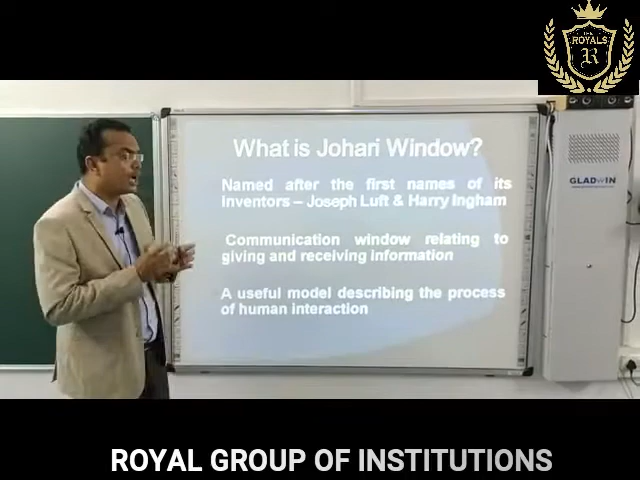 THE
ROYALS
R
What is Johari Window?
Named after the first names of its
Inventors – Joseph Luft & Harry Ingham
Communication window relating to
giving and receiving information
A useful model describing the process
of human interaction
GLADWIN
ROYAL GROUP OF INSTITUTIONS